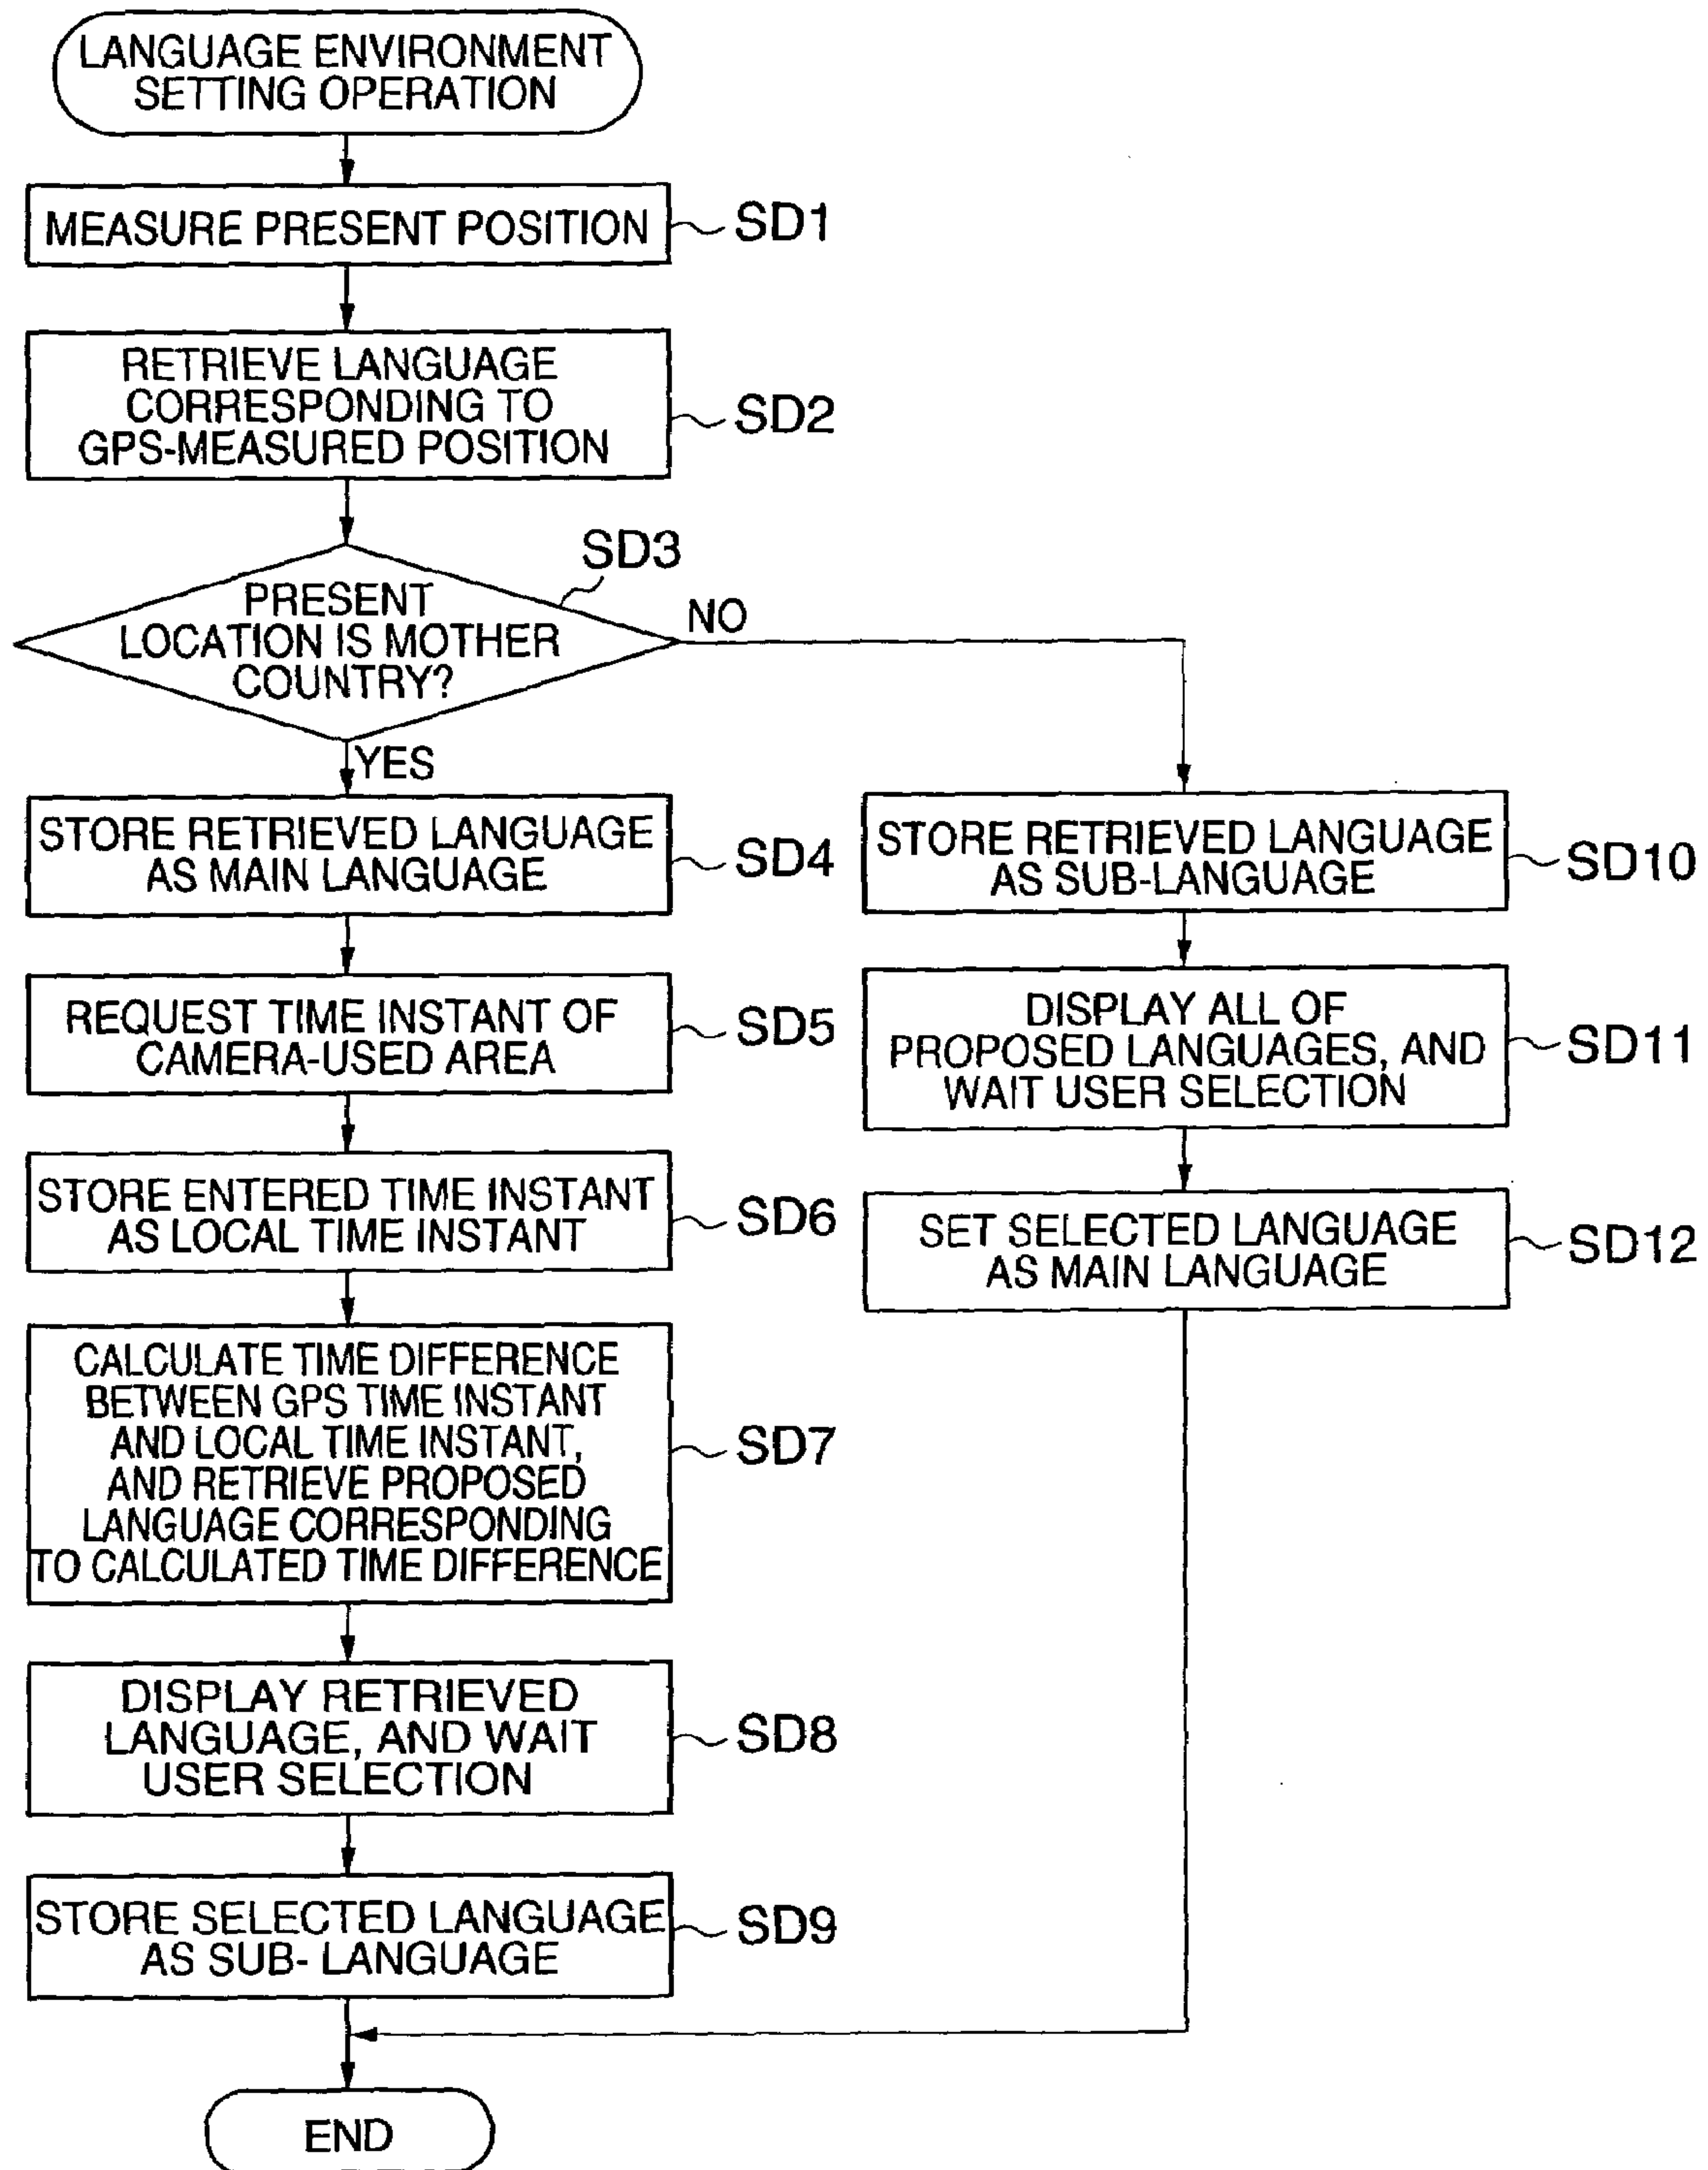 LANGUAGE ENVIRONMENT
SETTING OPERATION
MEASURE PRESENT POSITION
SD1
RETRIEVE LANGUAGE
CORRESPONDING TO
GPS-MEASURED POSITION
SD2
SD3
PRESENT
LOCATION IS MOTHER
COUNTRY?
NO
YES
STORE RETRIEVED LANGUAGE
AS MAIN LANGUAGE
SD4
REQUEST TIME INSTANT OF
CAMERA-USED AREA
SD5
STORE ENTERED TIME INSTANT
AS LOCAL TIME INSTANT
SD6
CALCULATE TIME DIFFERENCE
BETWEEN GPS TIME INSTANT
AND LOCAL TIME INSTANT,
AND RETRIEVE PROPOSED
LANGUAGE CORRESPONDING
TO CALCULATED TIME DIFFERENCE
SD7
DISPLAY RETRIEVED
LANGUAGE, AND WAIT
USER SELECTION
SD8
STORE SELECTED LANGUAGE
AS SUB- LANGUAGE
SD9
STORE RETRIEVED LANGUAGE
AS SUB-LANGUAGE
SD10
DISPLAY ALL OF
PROPOSED LANGUAGES, AND
WAIT USER SELECTION
SD11
SET SELECTED LANGUAGE
AS MAIN LANGUAGE
SD12
END